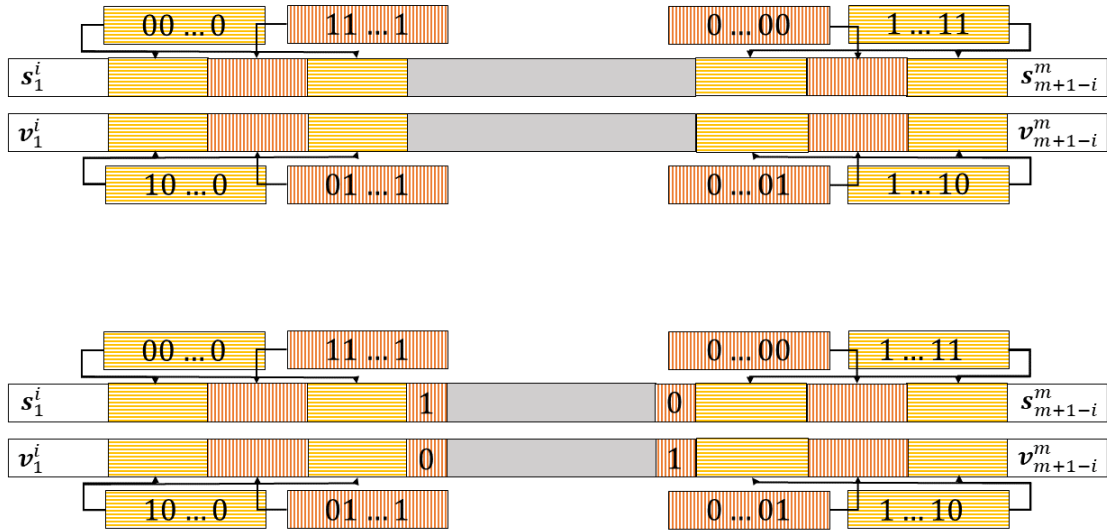 00 … 0 11 … 1 0 … 00 1 … 11
s_1^i s_{m+1−i}^m
v_1^i v_{m+1−i}^m
10 … 0 01 … 1 0 … 01 1 … 10
00 … 0 11 … 1 0 … 00 1 … 11
s_1^i 1 0 s_{m+1−i}^m
v_1^i 0 1 v_{m+1−i}^m
10 … 0 01 … 1 0 … 01 1 … 10